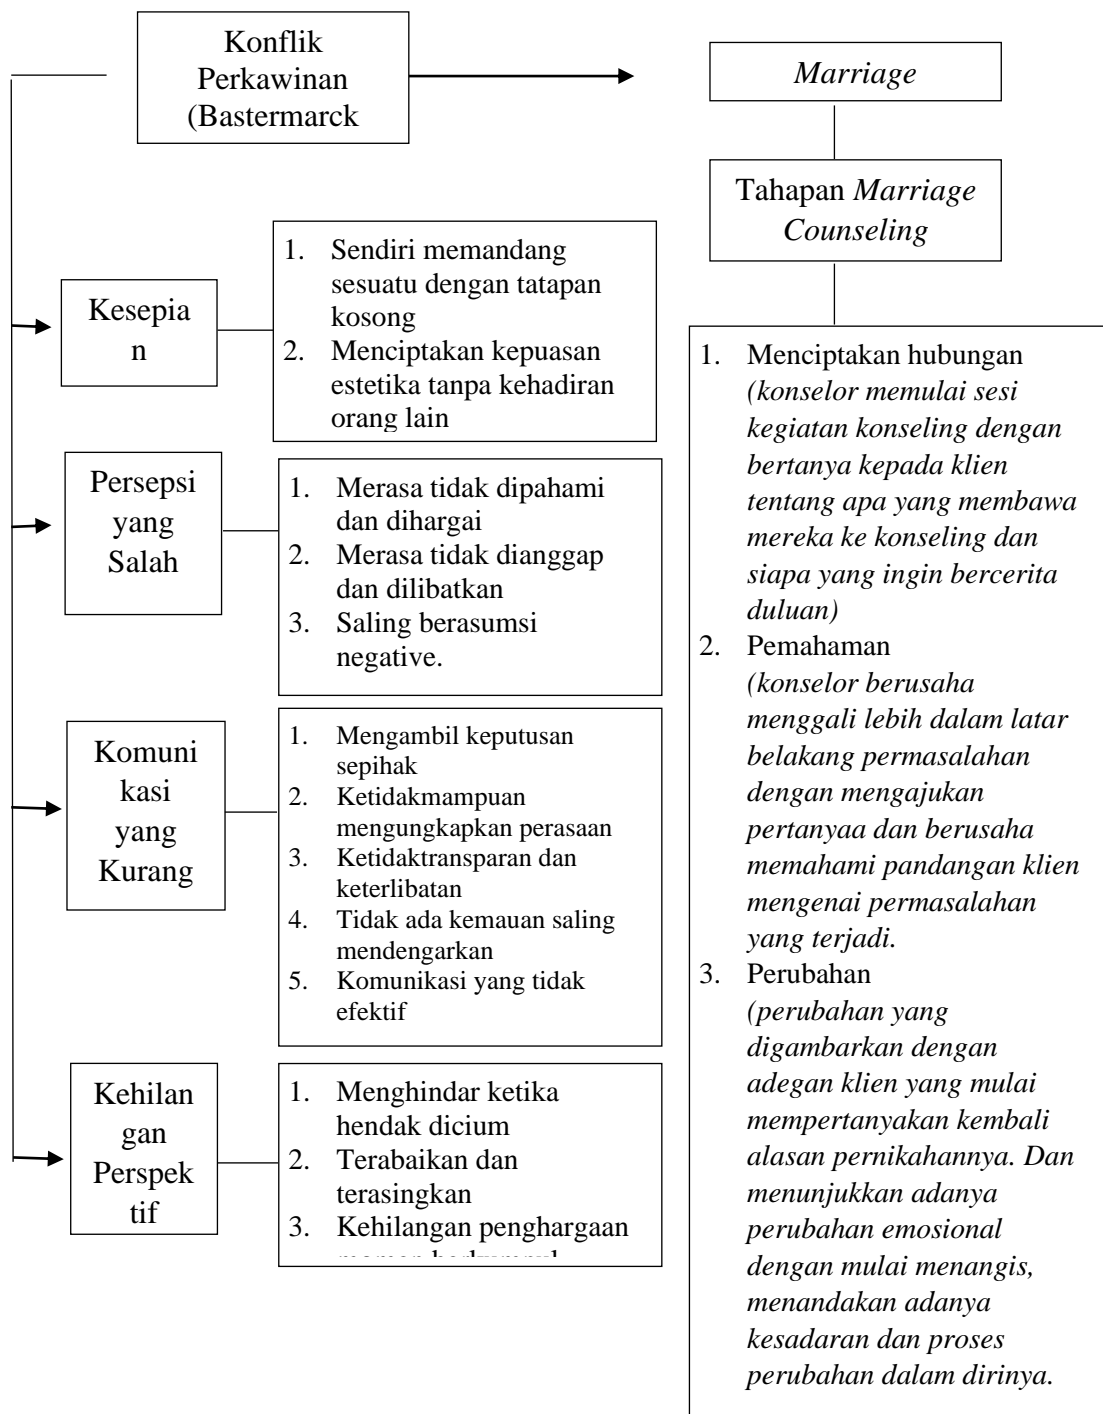 Konflik
Perkawinan
(Bastermarck
Marriage
Tahapan Marriage
Counseling
Kesepia
n
1. Sendiri memandang
sesuatu dengan tatapan
kosong
2. Menciptakan kepuasan
estetika tanpa kehadiran
orang lain
Persepsi
yang
Salah
1. Merasa tidak dipahami
dan dihargai
2. Merasa tidak dianggap
dan dilibatkan
3. Saling berasumsi
negative.
Komuni
kasi
yang
Kurang
1. Mengambil keputusan
sepihak
2. Ketidakmampuan
mengungkapkan perasaan
3. Ketidaktransparan dan
keterlibatan
4. Tidak ada kemauan saling
mendengarkan
5. Komunikasi yang tidak
efektif
Kehilan
gan
Perspek
tif
1. Menghindar ketika
hendak dicium
2. Terabaikan dan
terasingkan
3. Kehilangan penghargaan
1. Menciptakan hubungan
(konselor memulai sesi
kegiatan konseling dengan
bertanya kepada klien
tentang apa yang membawa
mereka ke konseling dan
siapa yang ingin bercerita
duluan)
2. Pemahaman
(konselor berusaha
menggali lebih dalam latar
belakang permasalahan
dengan mengajukan
pertanyaa dan berusaha
memahami pandangan klien
mengenai permasalahan
yang terjadi.
3. Perubahan
(perubahan yang
digambarkan dengan
adegan klien yang mulai
mempertanyakan kembali
alasan pernikahannya. Dan
menunjukkan adanya
perubahan emosional
dengan mulai menangis,
menandakan adanya
kesadaran dan proses
perubahan dalam dirinya.